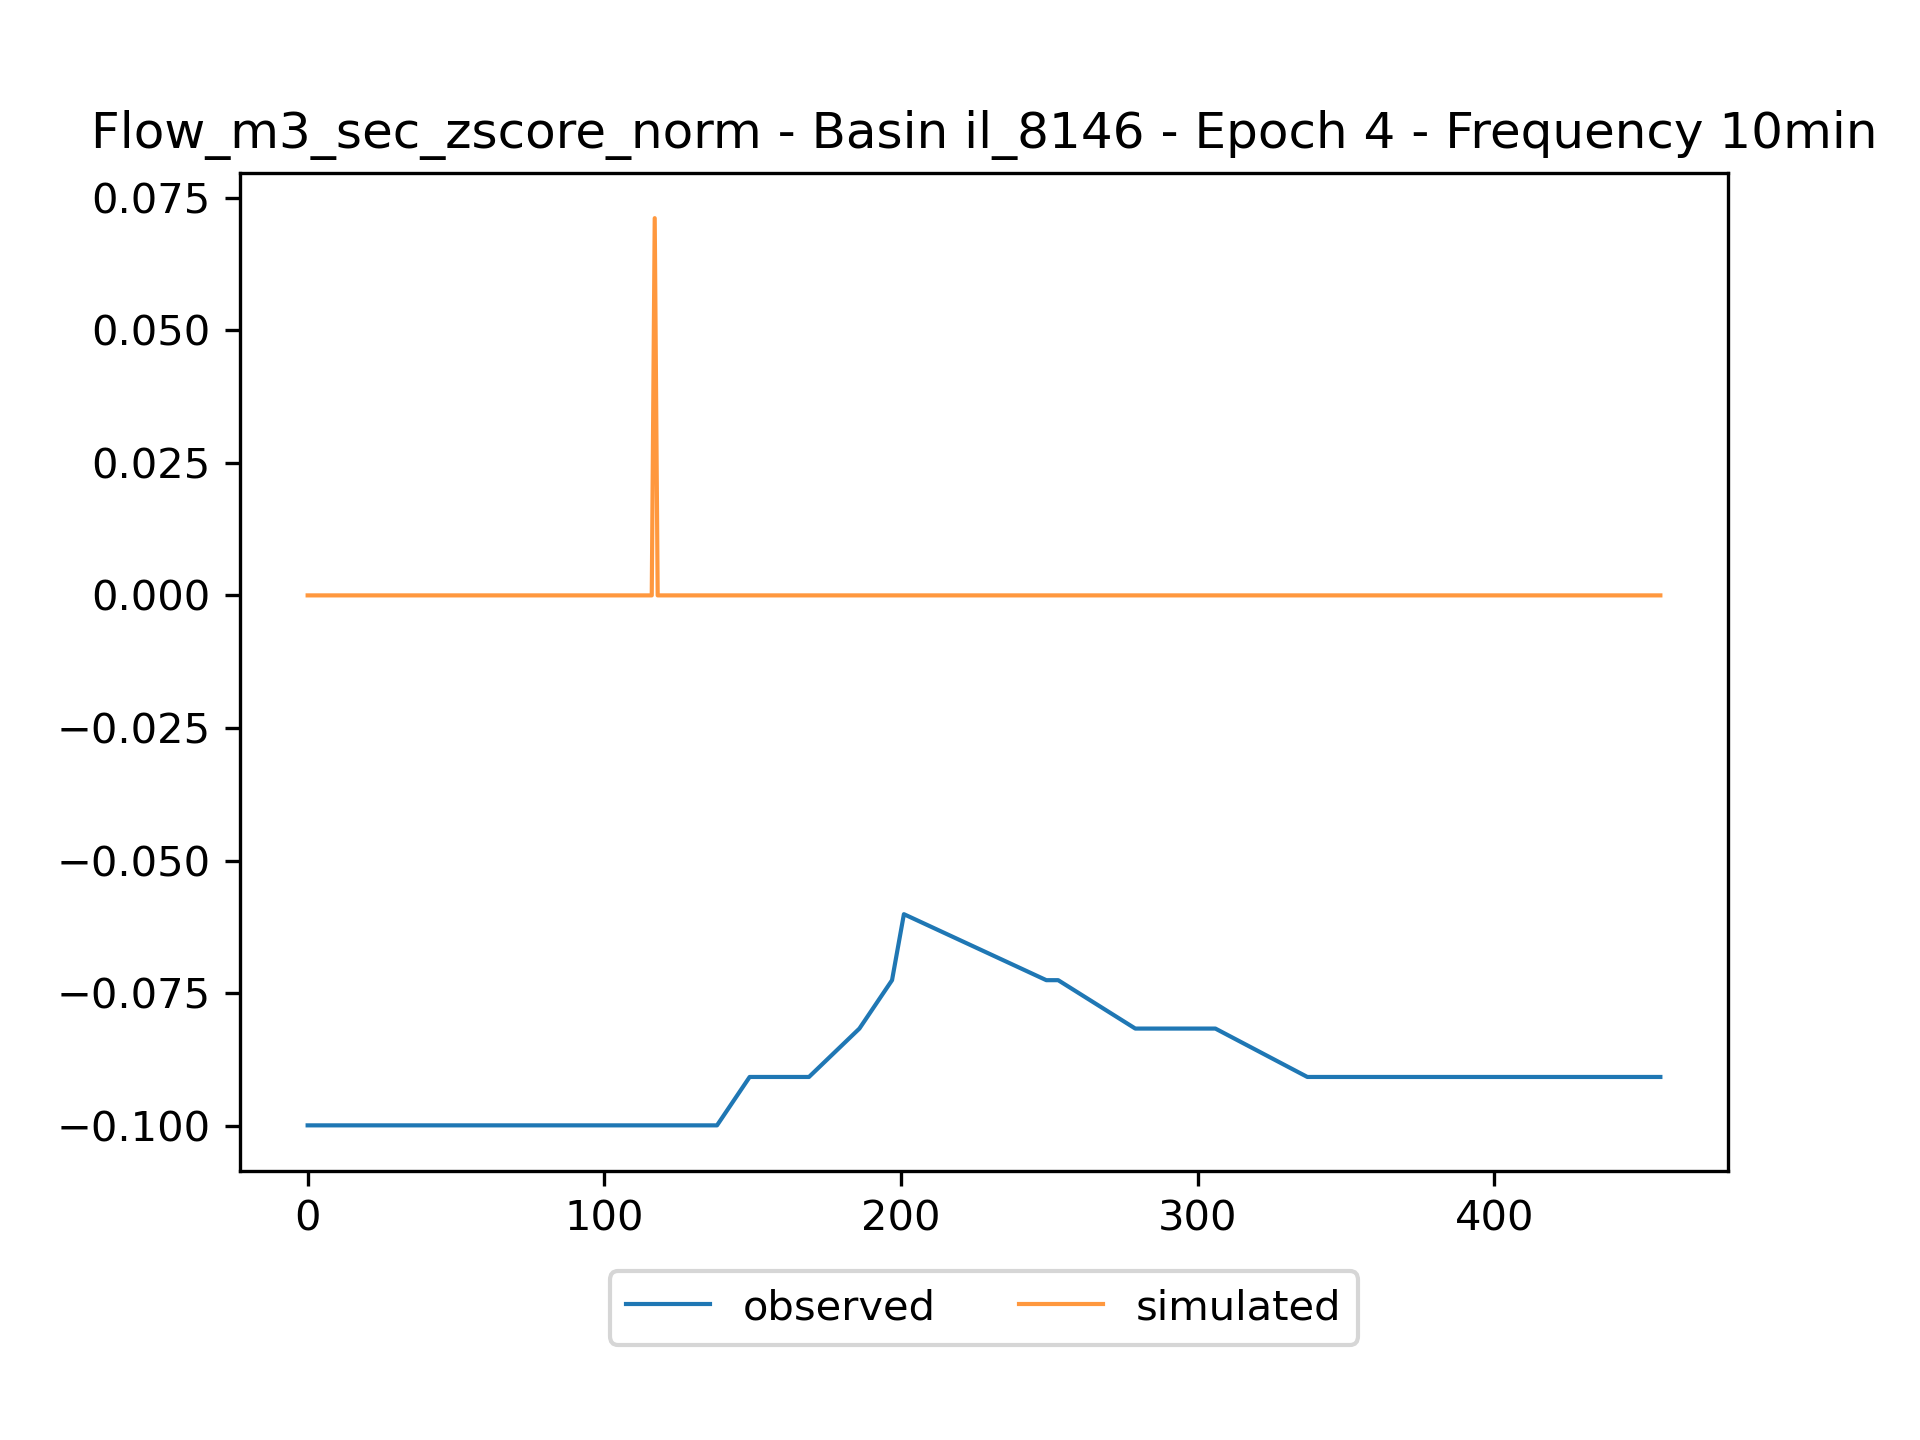 Flow_m3_sec_zscore_norm - Basin il_8146 - Epoch 4 - Frequency 10min
0.075
0.050
0.025
0.000
−0.025
−0.050
−0.075
−0.100
0 100 200 300 400
observed simulated